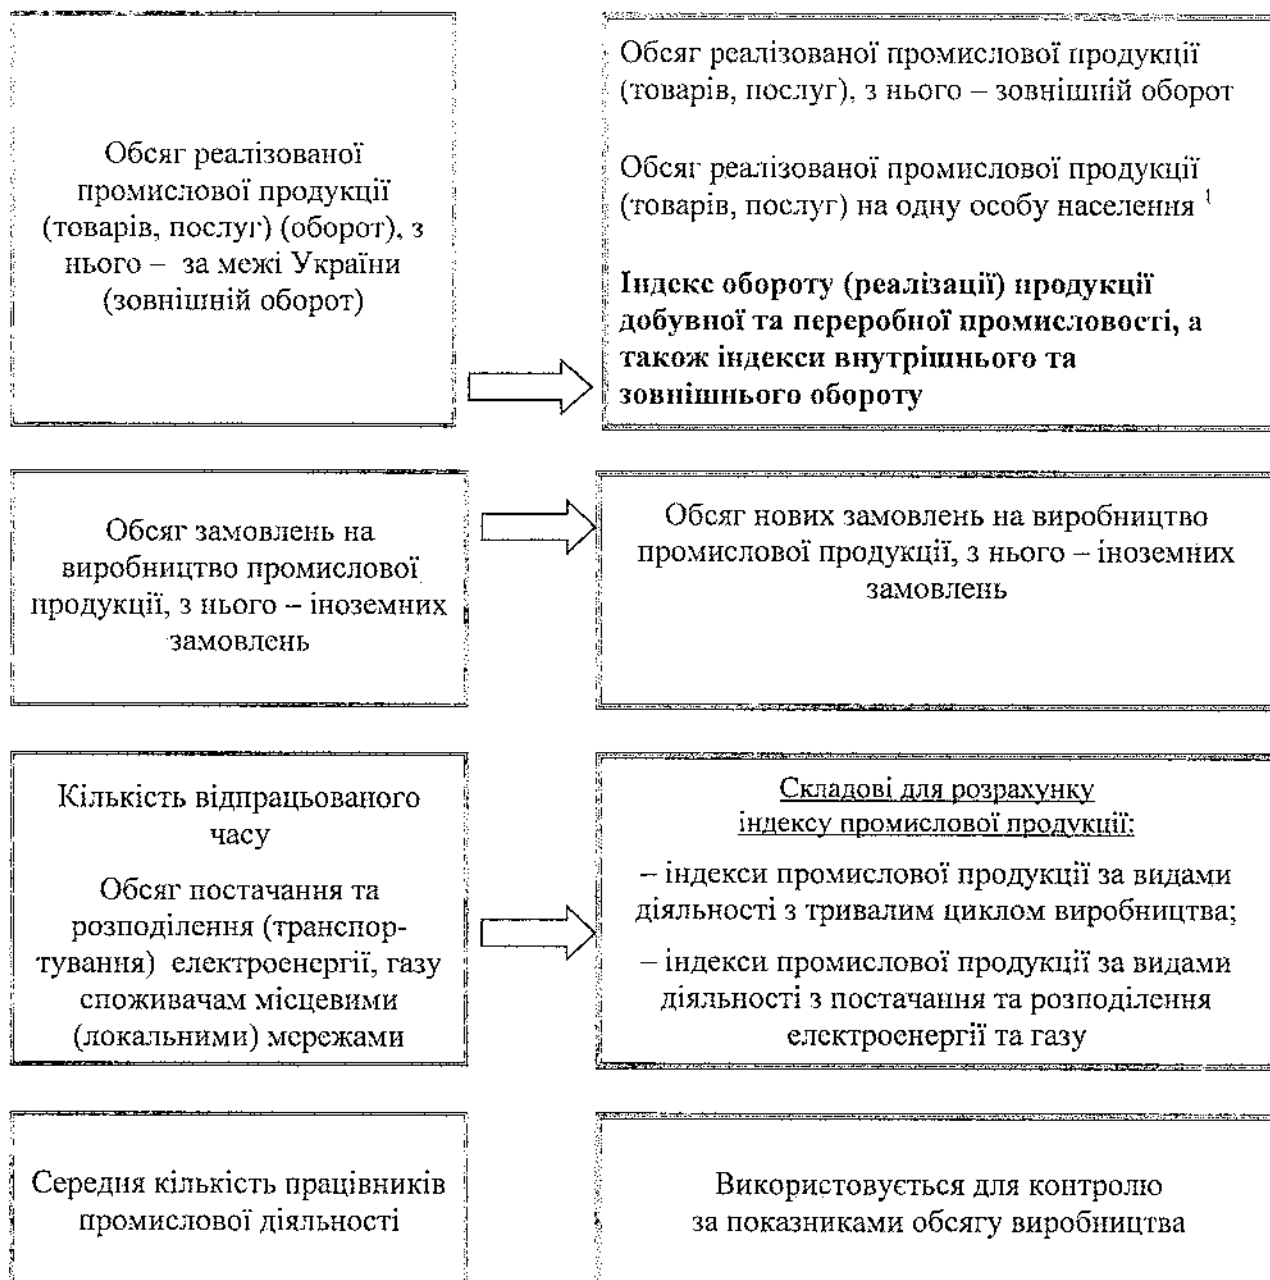 Обсяг реалізованої
промислової продукції
(товарів, послуг) (оборот), з
нього – за межі України
(зовнішній оборот)
Обсяг реалізованої промислової продукції
(товарів, послуг), з нього – зовнішній оборот
Обсяг реалізованої промислової продукції
(товарів, послуг) на одну особу населення ¹
Індекс обороту (реалізації) продукції
добувної та переробної промисловості, а
також індекси внутрішнього та
зовнішнього обороту
Обсяг замовлень на
виробництво промислової
продукції, з нього – іноземних
замовлень
Обсяг нових замовлень на виробництво
промислової продукції, з нього – іноземних
замовлень
Кількість відпрацьованого
часу
Обсяг постачання та
розподілення (транспор-
тування) електроенергії, газу
споживачам місцевими
(локальними) мережами
Складові для розрахунку
індексу промислової продукції:
– індекси промислової продукції за видами
діяльності з тривалим циклом виробництва;
– індекси промислової продукції за видами
діяльності з постачання та розподілення
електроенергії та газу
Середня кількість працівників
промислової діяльності
Використовується для контролю
за показниками обсягу виробництва